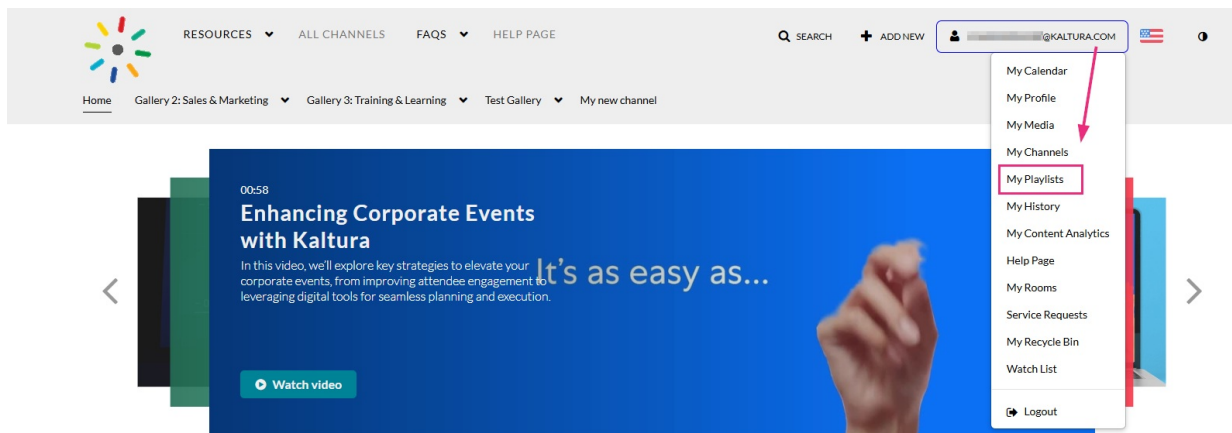 RESOURCES ALL CHANNELS FAQS HELP PAGE SEARCH ADD NEW @KALTURA.COM
Home Gallery 2: Sales & Marketing Gallery 3: Training & Learning Test Gallery My new channel
My Calendar
My Profile
My Media
My Channels
My Playlists
My History
My Content Analytics
Help Page
My Rooms
Service Requests
My Recycle Bin
Watch List
Logout
00:58
Enhancing Corporate Events
with Kaltura
In this video, we'll explore key strategies to elevate your
corporate events, from improving attendee engagement to
leveraging digital tools for seamless planning and execution.
It's as easy as...
Watch video